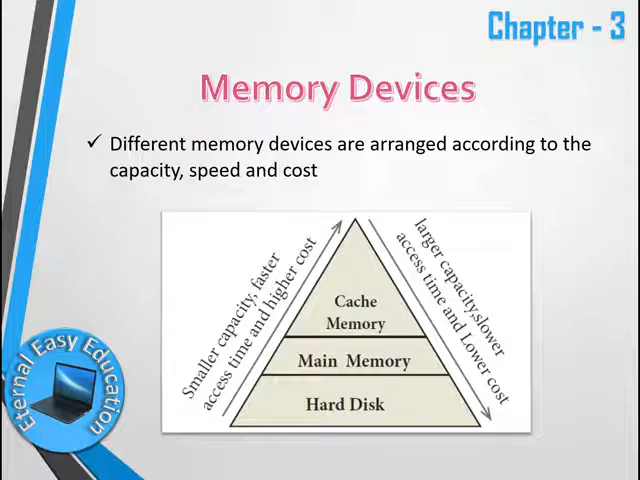 Chapter - 3
Memory Devices
✓ Different memory devices are arranged according to the
capacity, speed and cost
Smaller capacity, faster
access time and higher cost
larger capacity,slower
access time and Lower cost
Cache
Memory
Main Memory
Hard Disk
Eternal Easy Education